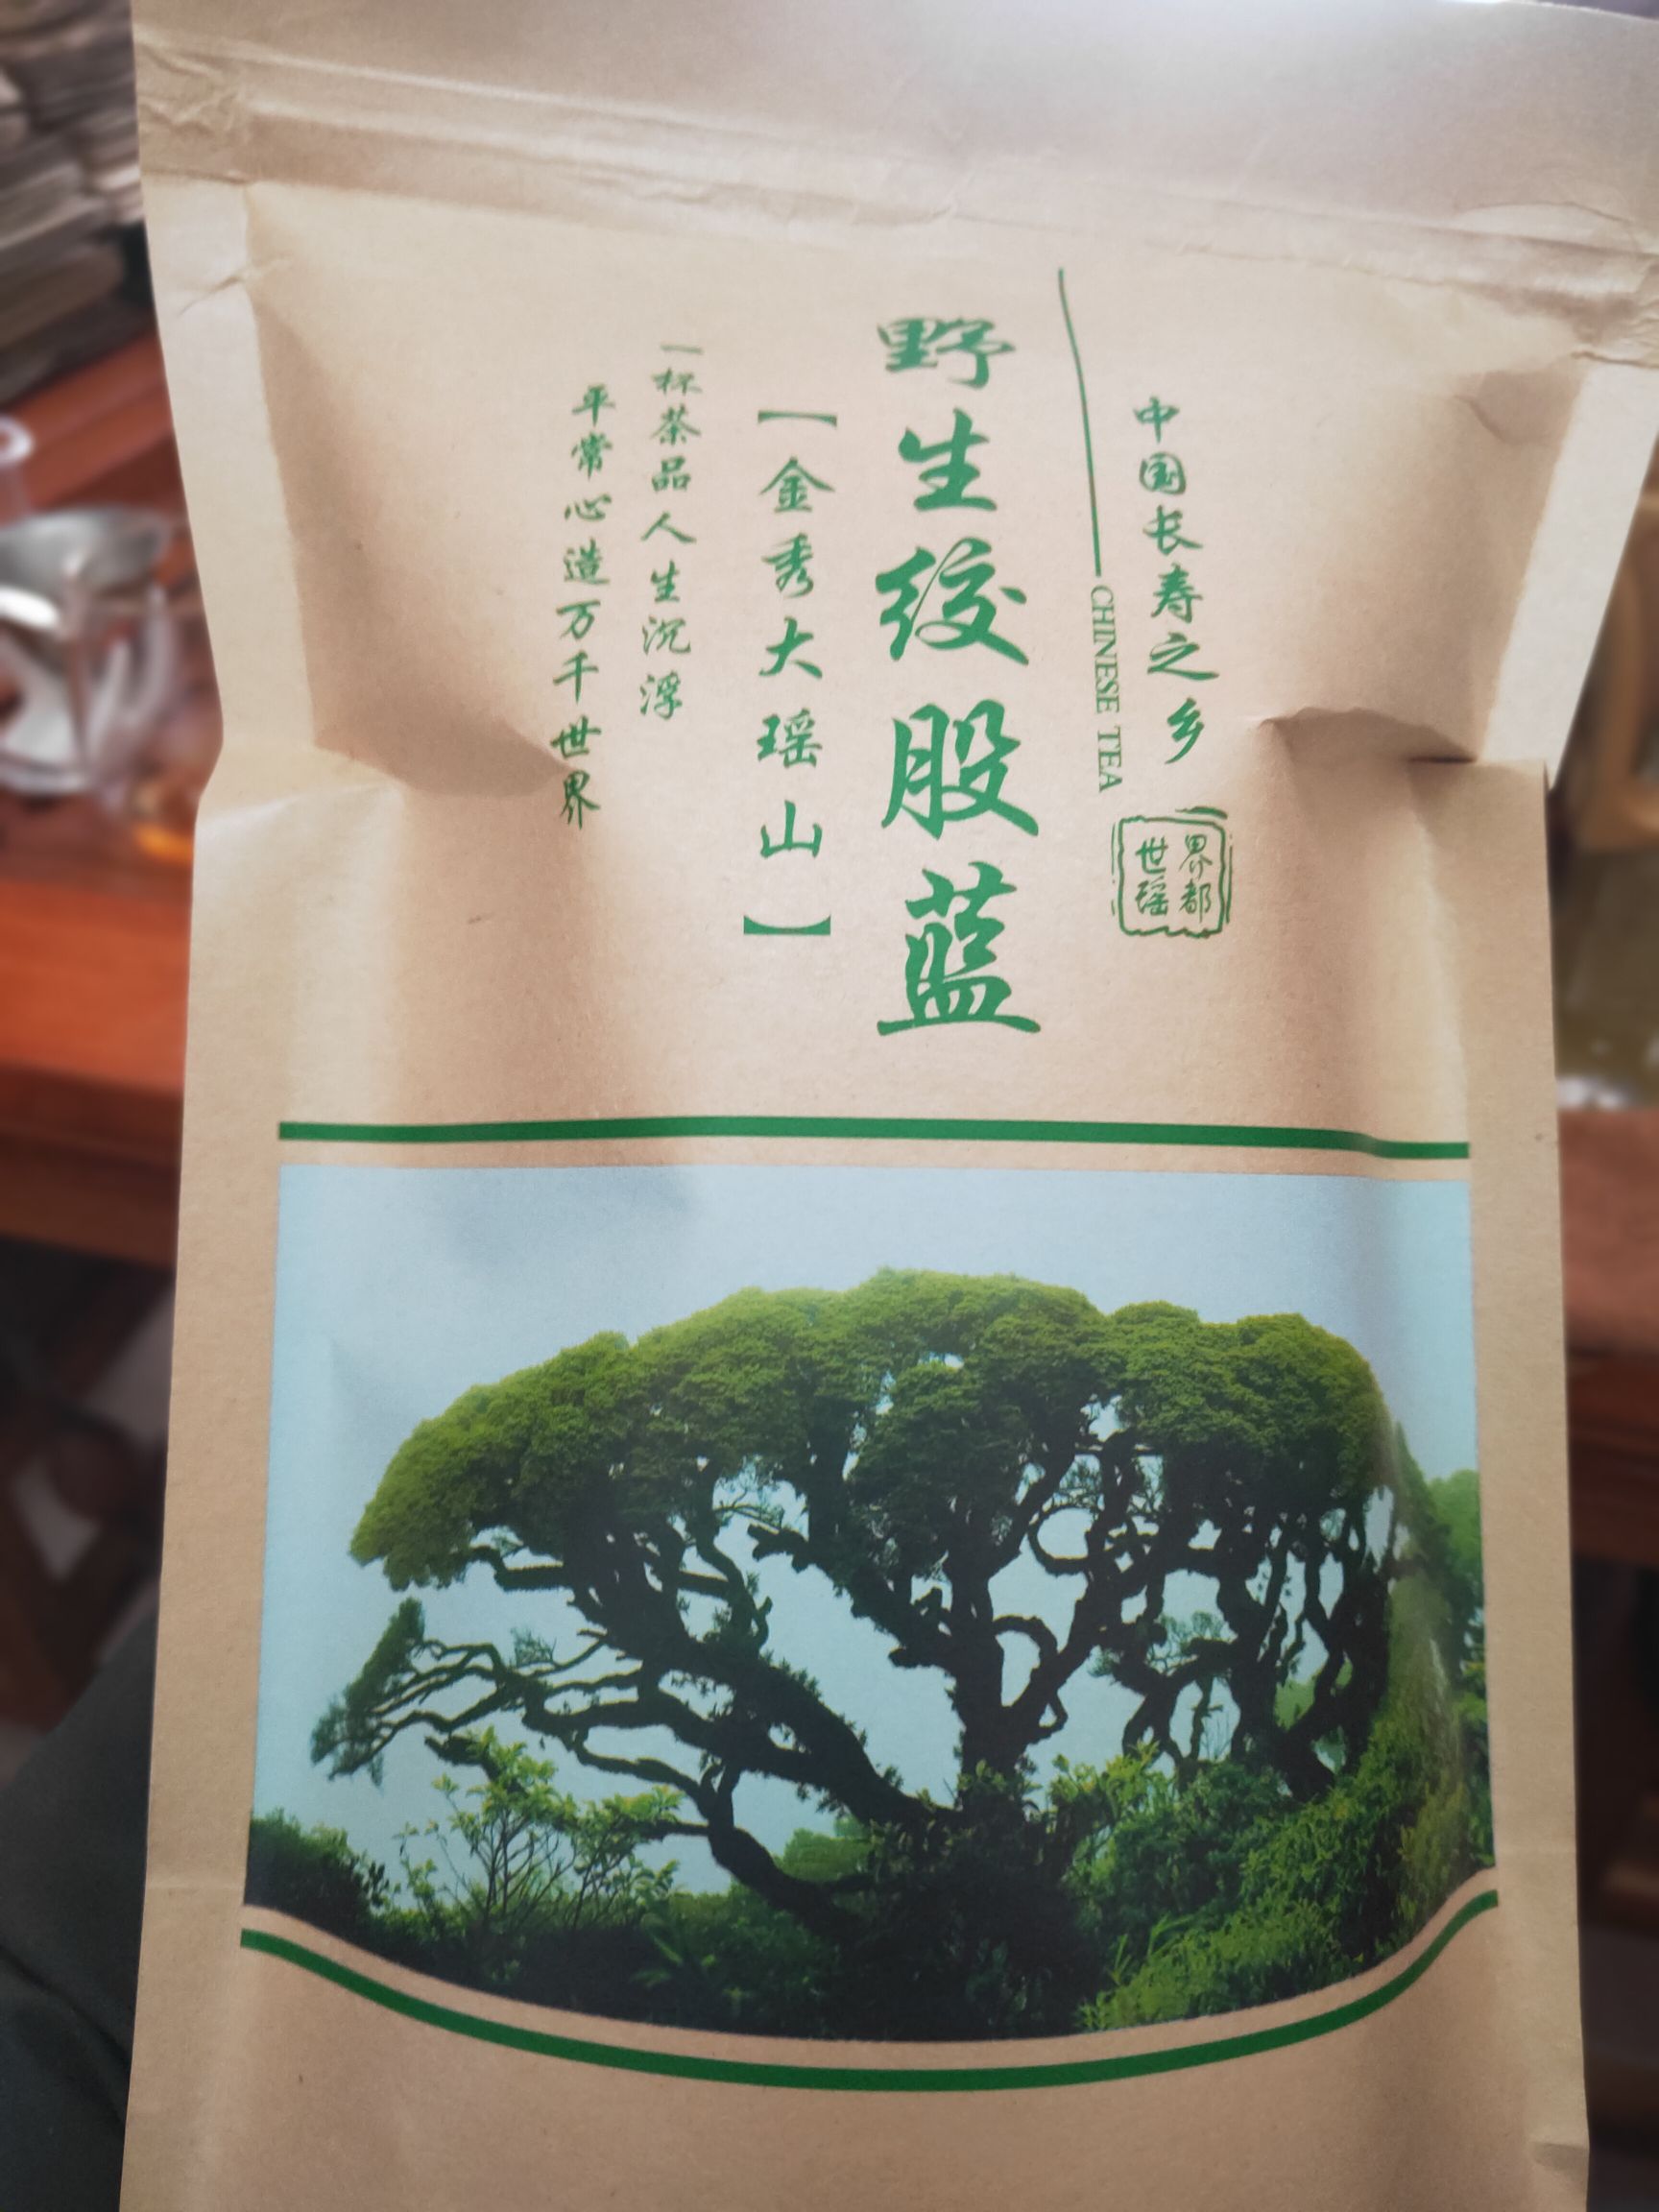 中国长寿之乡
世界瑶都
CHINESE TEA
野生绞股蓝
【金秀大瑶山】
一杯茶品人生沉浮
平常心造万千世界